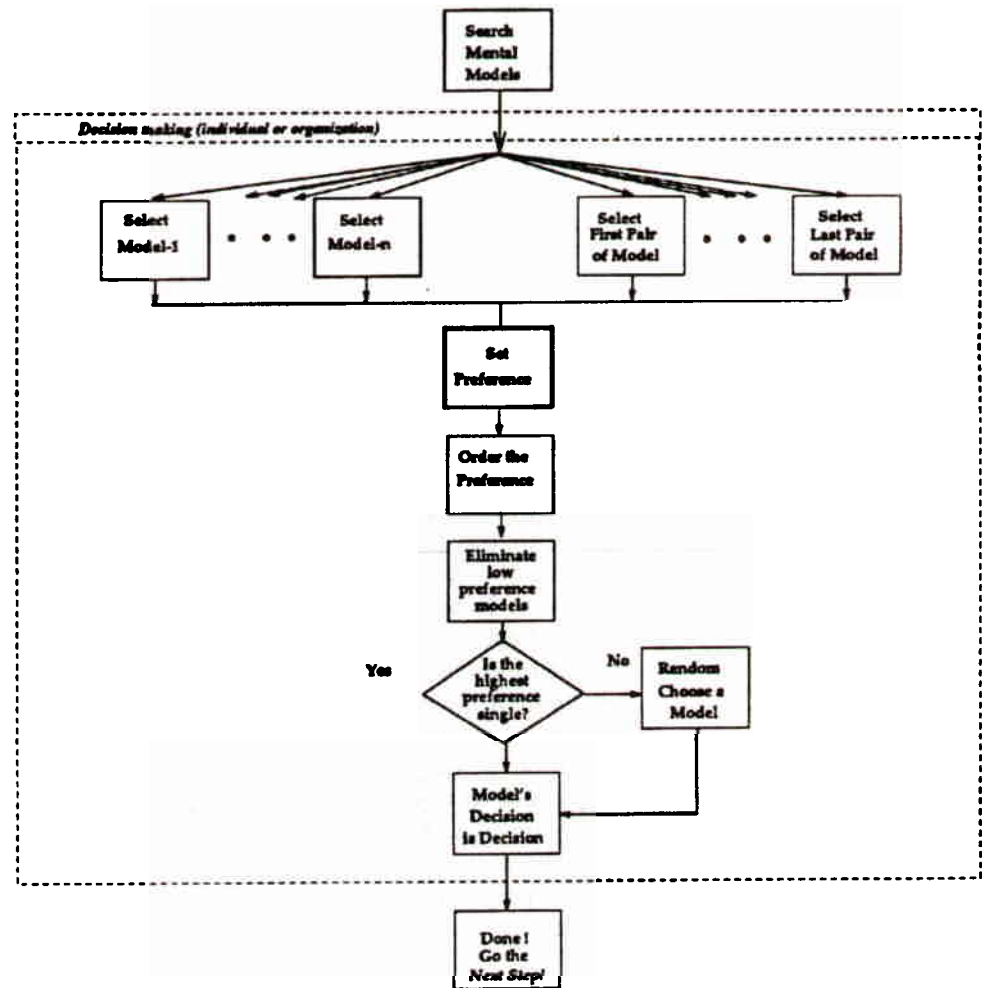 Search
Mental
Models
Decision making (individual or organization)
Select
Model-1
Select
Model-n
Select
First Pair
of Model
Select
Last Pair
of Model
Set
Preference
Order the
Preference
Eliminate
low
preference
models
Yes
Is the
highest
preference
single?
No
Random
Choose a
Model
Model's
Decision
is Decision
Done !
Go the
Next Step!